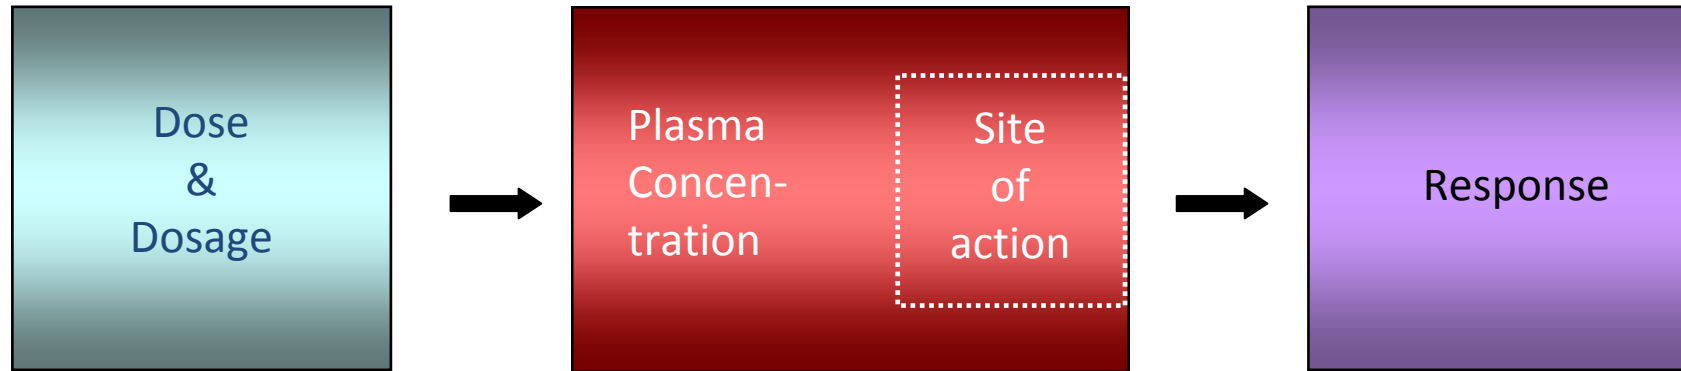 Dose
&
Dosage
Plasma
Concen-
tration
Site
of
action
Response